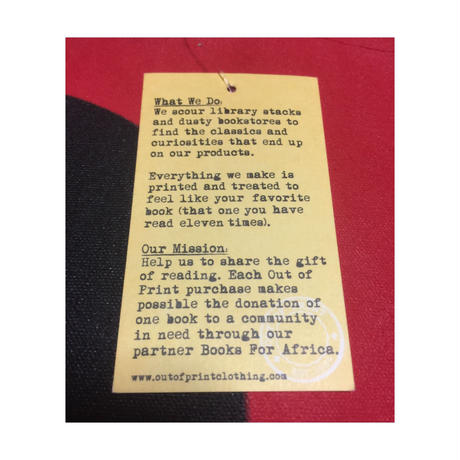 What We Do:
We scour library stacks
and dusty bookstores to
find the classics and
curiosities that end up
on our products.
Everything we make is
printed and treated to
feel like your favorite
book (that one you have
read eleven times).
Our Mission:
Help us to share the gift
of reading. Each Out of
Print purchase makes
possible the donation of
one book to a community
in need through our
partner Books For Africa.
www.outofprintclothing.com